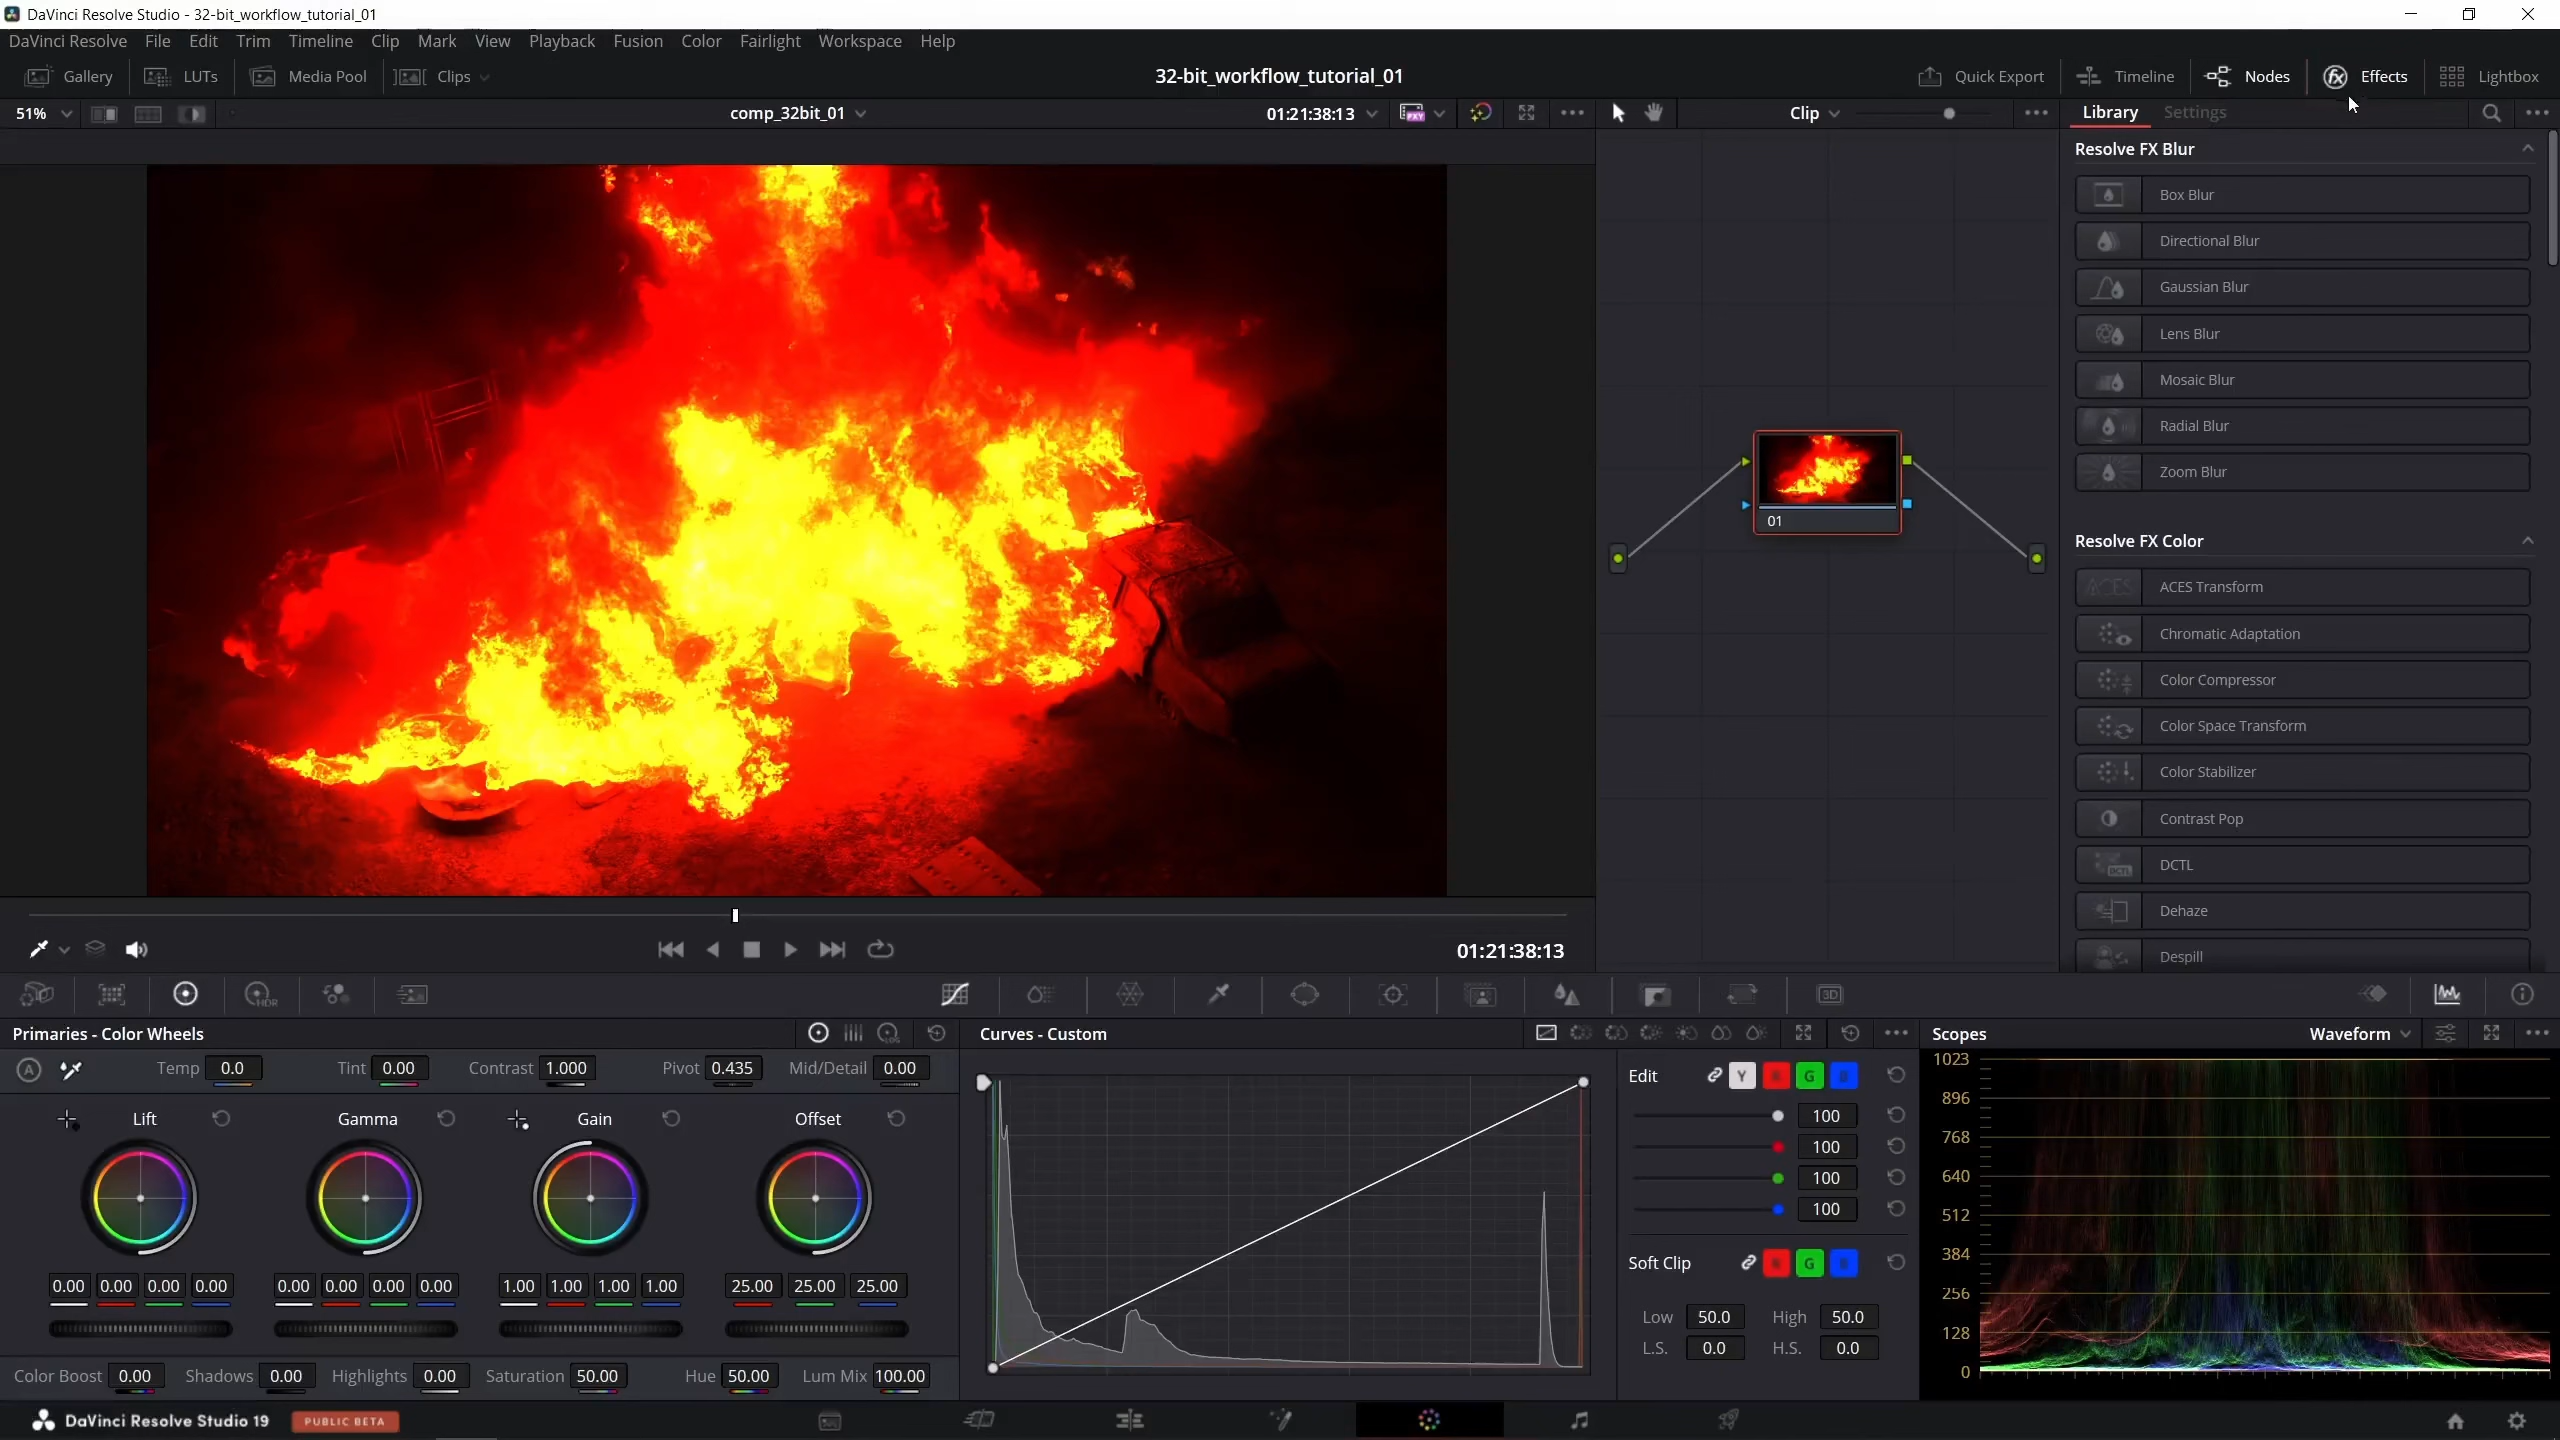 DaVinci Resolve Studio - 32-bit_workflow_tutorial_01
DaVinci Resolve File Edit Trim Timeline Clip Mark View Playback Fusion Color Fairlight Workspace Help
Gallery LUTs Media Pool Clips 32-bit_workflow_tutorial_01 Quick Export Timeline Nodes Effects Lightbox
51% comp_32bit_01 01:21:38:13 PXY Clip Library Settings
Resolve FX Blur
Box Blur
Directional Blur
Gaussian Blur
Lens Blur
Mosaic Blur
Radial Blur
Zoom Blur
01
Resolve FX Color
ACES ACES Transform
Chromatic Adaptation
Color Compressor
Color Space Transform
Color Stabilizer
Contrast Pop
DCTL DCTL
Dehaze
Despill
01:21:38:13
HDR 3D
Primaries - Color Wheels Curves - Custom Scopes Waveform
A Temp 0.0 Tint 0.00 Contrast 1.000 Pivot 0.435 Mid/Detail 0.00
Lift Gamma Gain Offset
0.00 0.00 0.00 0.00 0.00 0.00 0.00 0.00 1.00 1.00 1.00 1.00 25.00 25.00 25.00
Color Boost 0.00 Shadows 0.00 Highlights 0.00 Saturation 50.00 Hue 50.00 Lum Mix 100.00
Edit Y G
100
100
100
100
Soft Clip G
Low 50.0 High 50.0
L.S. 0.0 H.S. 0.0
1023
896
768
640
512
384
256
128
0
DaVinci Resolve Studio 19 PUBLIC BETA